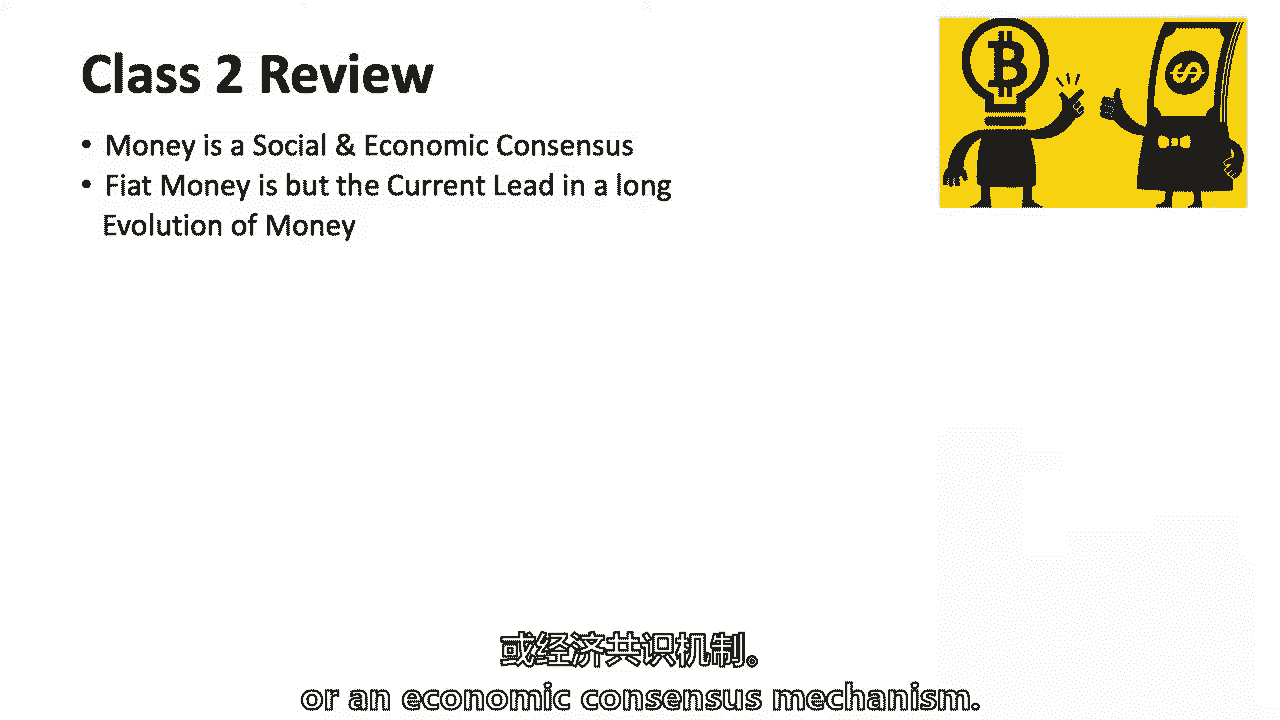 Class 2 Review
• Money is a Social & Economic Consensus
• Fiat Money is but the Current Lead in a long
Evolution of Money
₿
$
或经济共识机制。
or an economic consensus mechanism.